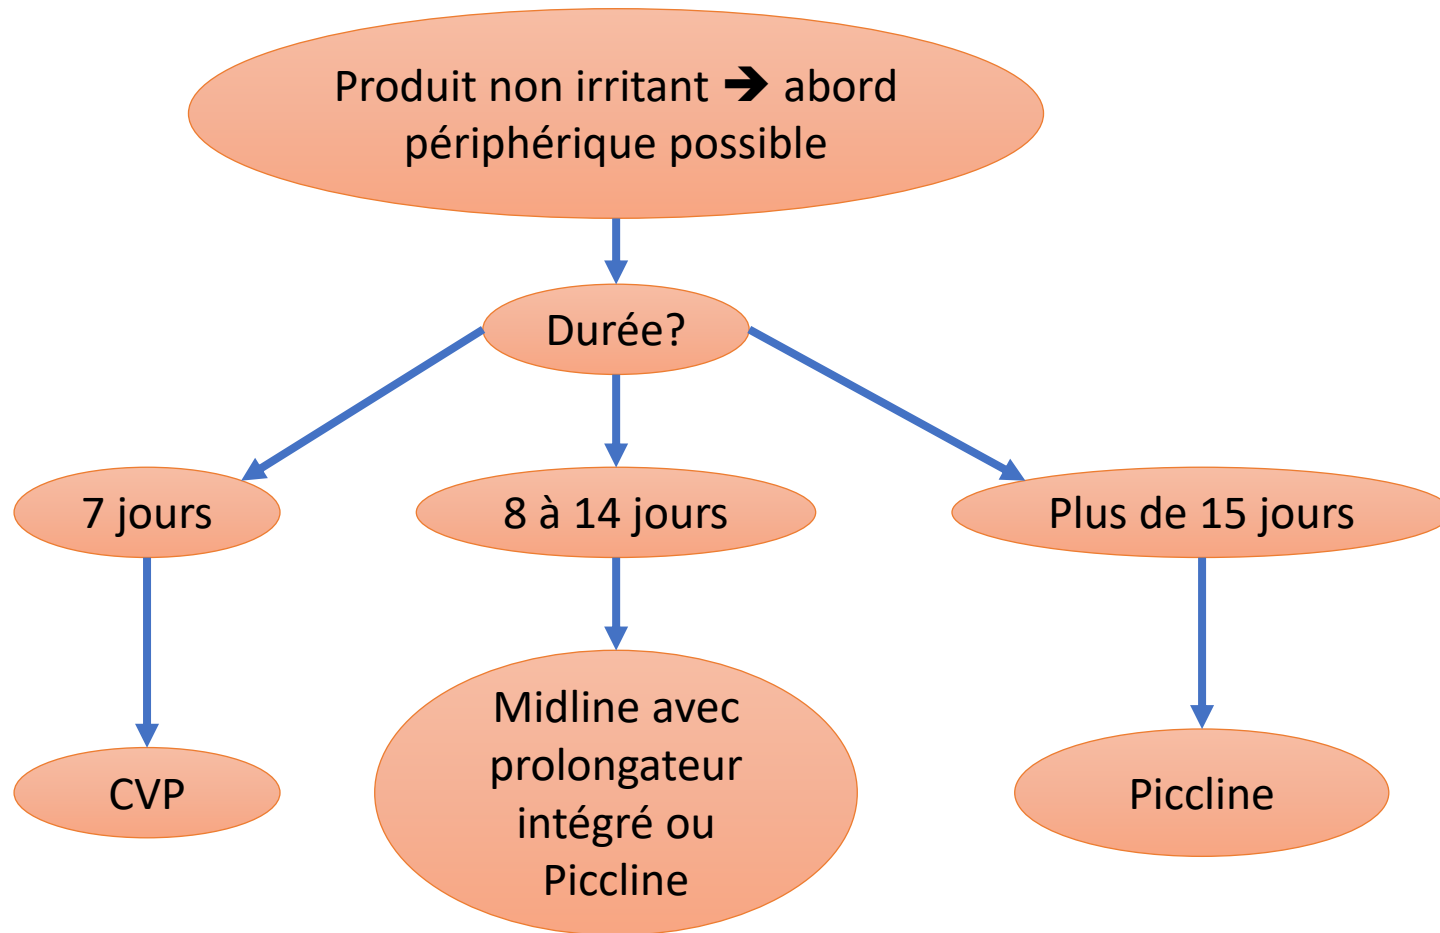 Produit non irritant ➔ abord
périphérique possible
Durée?
7 jours
8 à 14 jours
Plus de 15 jours
CVP
Midline avec
prolongateur
intégré ou
Piccline
Piccline